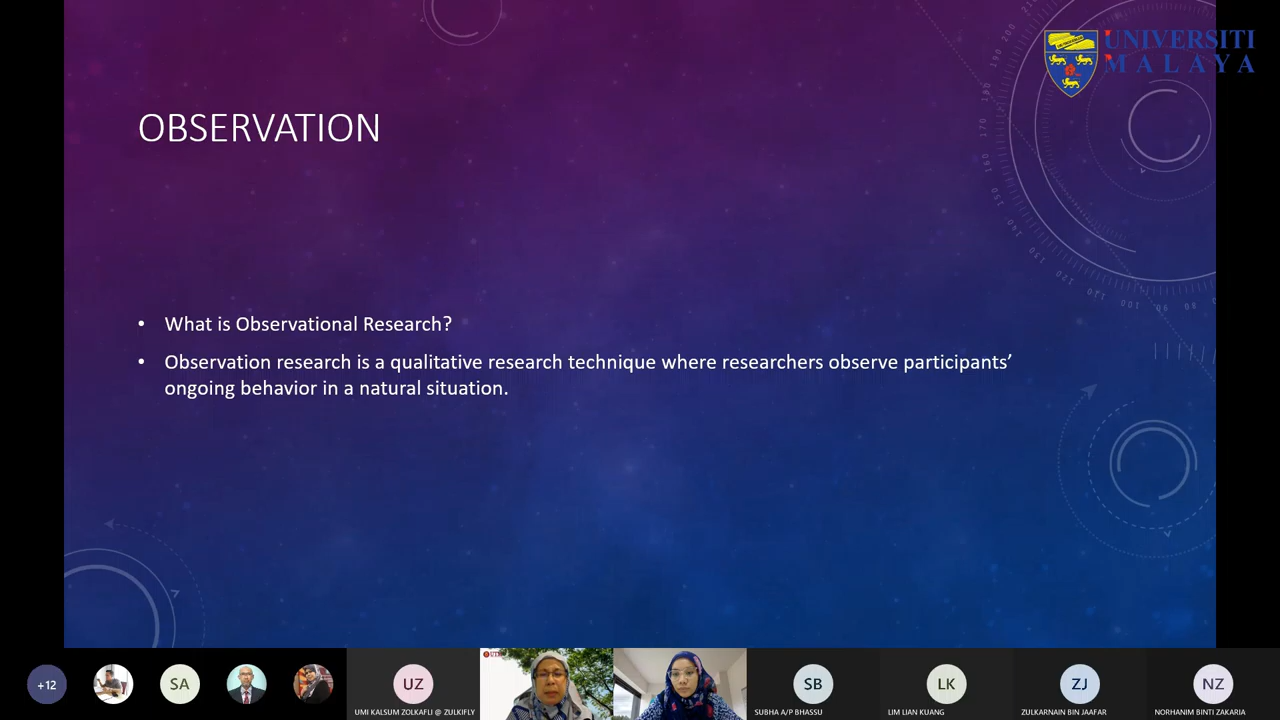 UNIVERSITI
MALAYA
OBSERVATION
• What is Observational Research?
• Observation research is a qualitative research technique where researchers observe participants’
ongoing behavior in a natural situation.
+12
SA
UZ
SB
LK
ZJ
NZ
UMI KALSUM ZOLKAFLI @ ZULKIFLY
SUBHA A/P BHASSU
LIM LIAN KUANG
ZULKARNAIN BIN JAAFAR
NORHANIM BINTI ZAKARIA